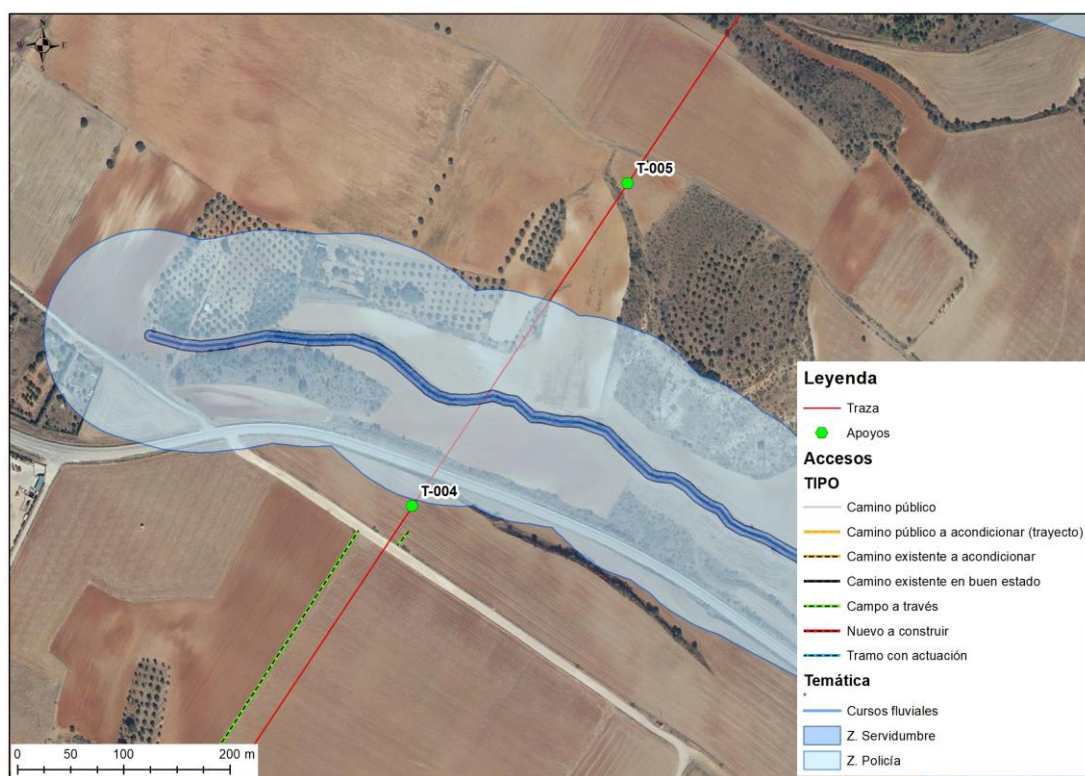 N
W E
S
T-005
T-004
Leyenda
Traza
Apoyos
Accesos
TIPO
Camino público
Camino público a acondicionar (trayecto)
Camino existente a acondicionar
Camino existente en buen estado
Campo a través
Nuevo a construir
Tramo con actuación
Temática
Cursos fluviales
Z. Servidumbre
Z. Policía
0 50 100 200 m